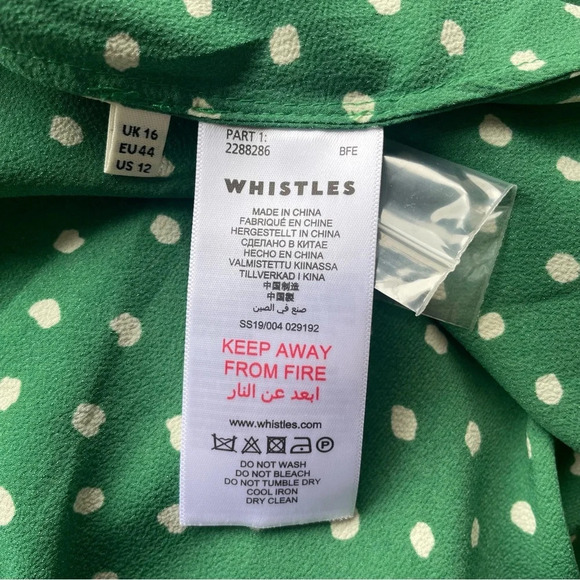 UK 16
EU 44
US 12
PART 1:
2288286 BFE
WHISTLES
MADE IN CHINA
FABRIQUÉ EN CHINE
HERGESTELLT IN CHINA
СДЕЛАНО В КИТАЕ
HECHO EN CHINA
VALMISTETTU KIINASSA
TILLVERKAD I KINA
中国制造
中國製
صنع في الصين
SS19/004 029192
KEEP AWAY
FROM FIRE
ابعد عن النار
www.whistles.com
DO NOT WASH
DO NOT BLEACH
DO NOT TUMBLE DRY
COOL IRON
DRY CLEAN